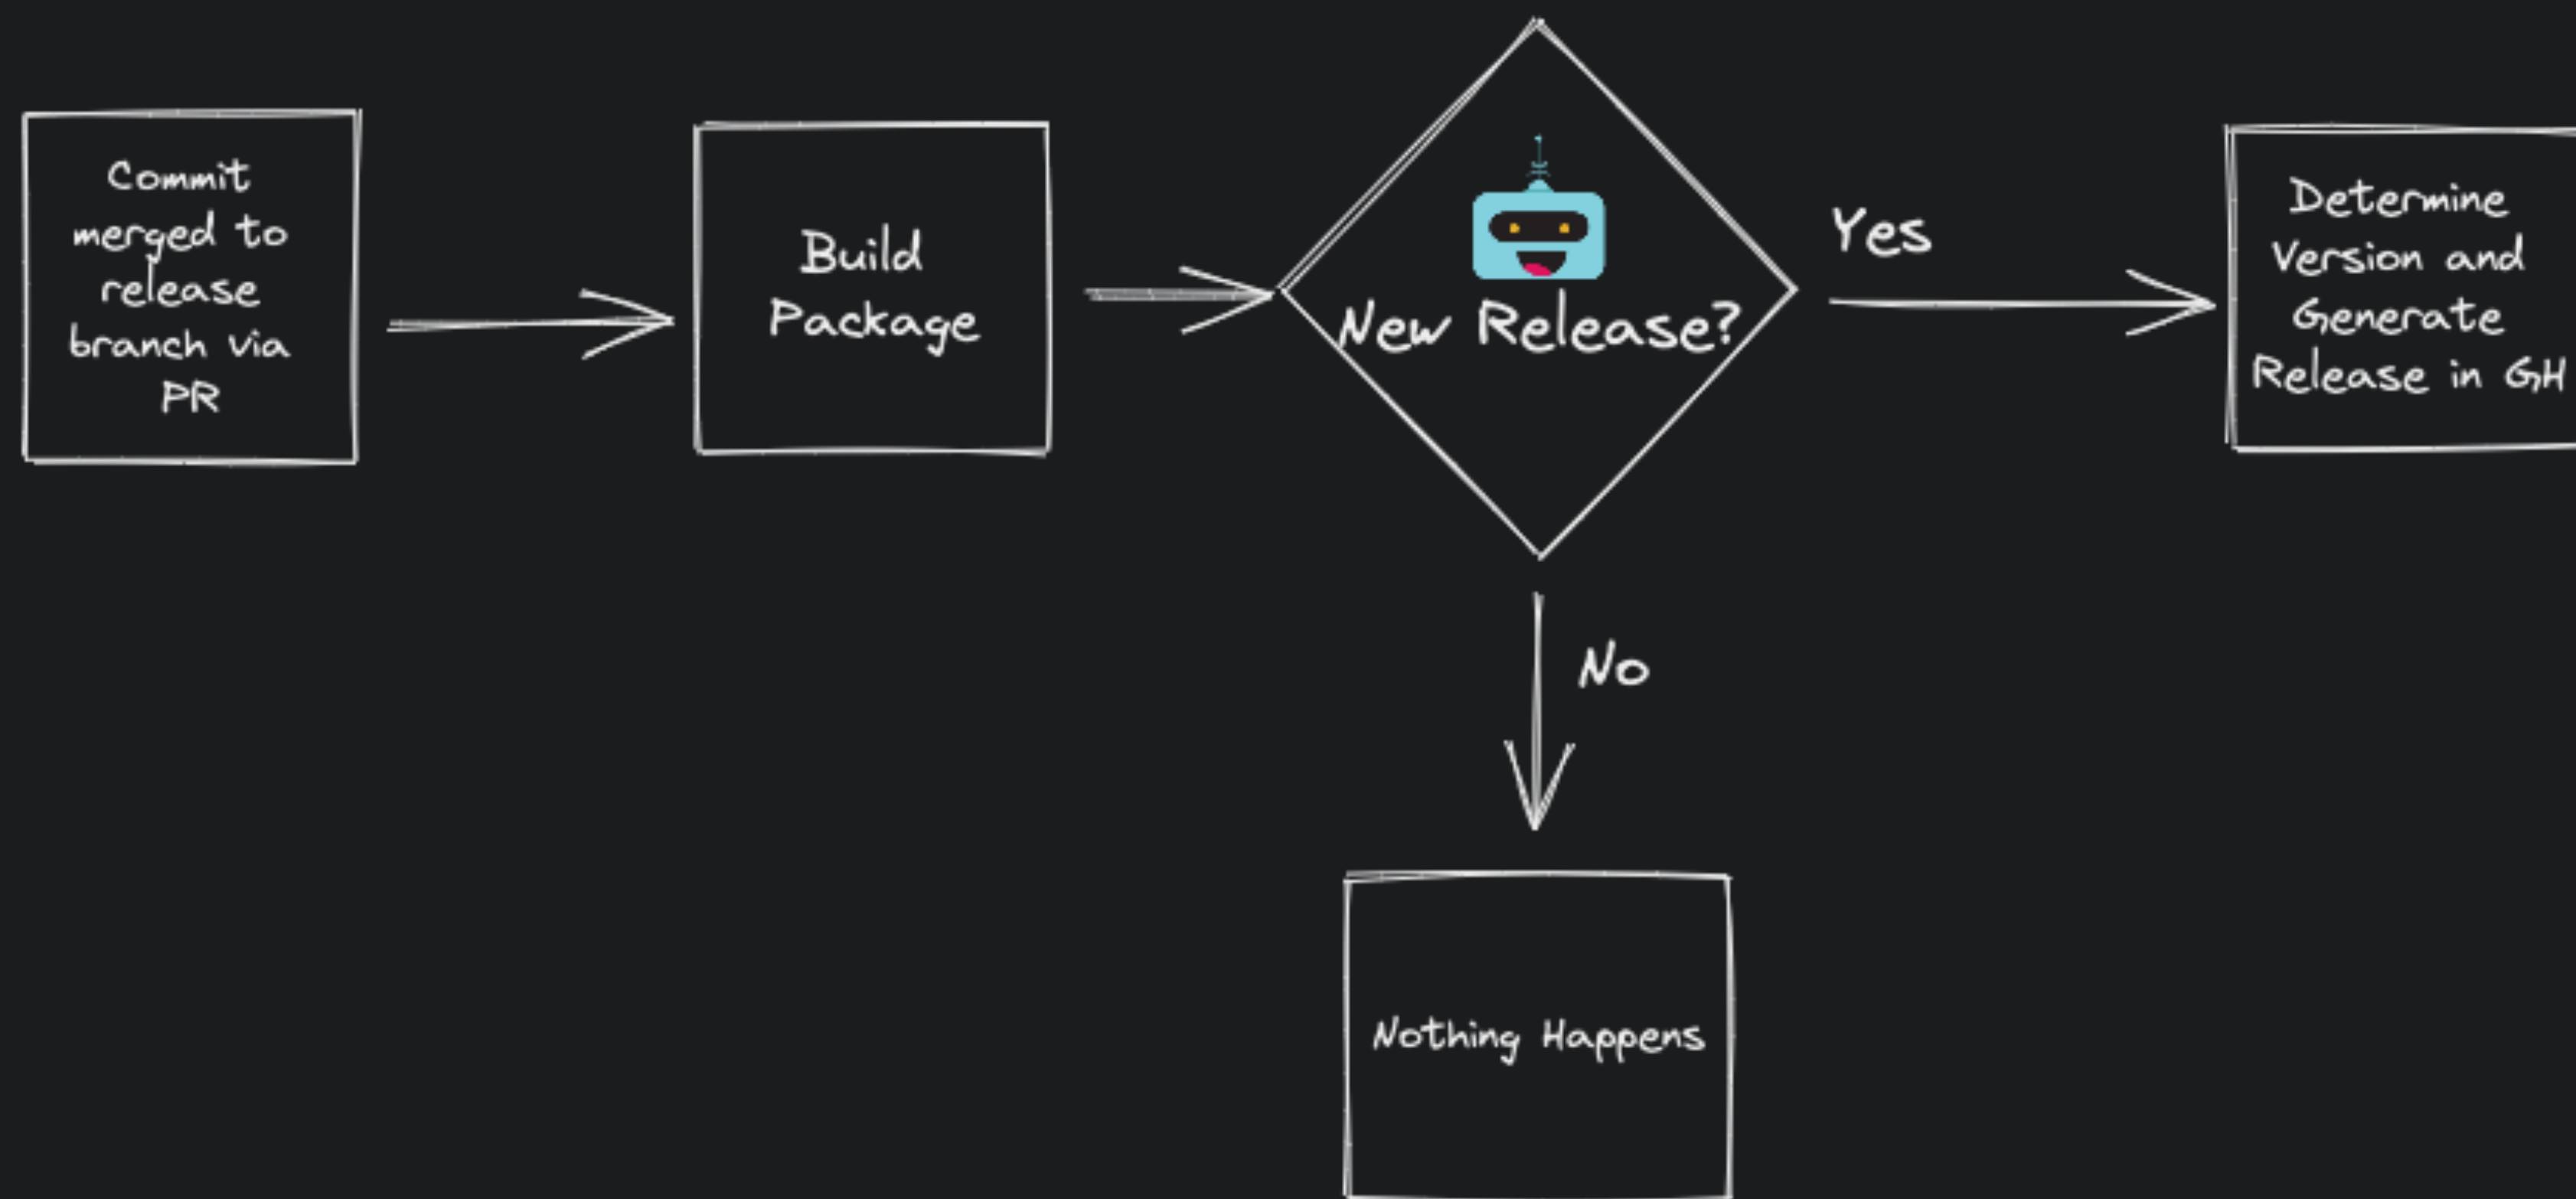 Commit
merged to
release
branch via
PR
Build
Package
New Release?
Yes
Determine
Version and
Generate
Release in GH
No
Nothing Happens